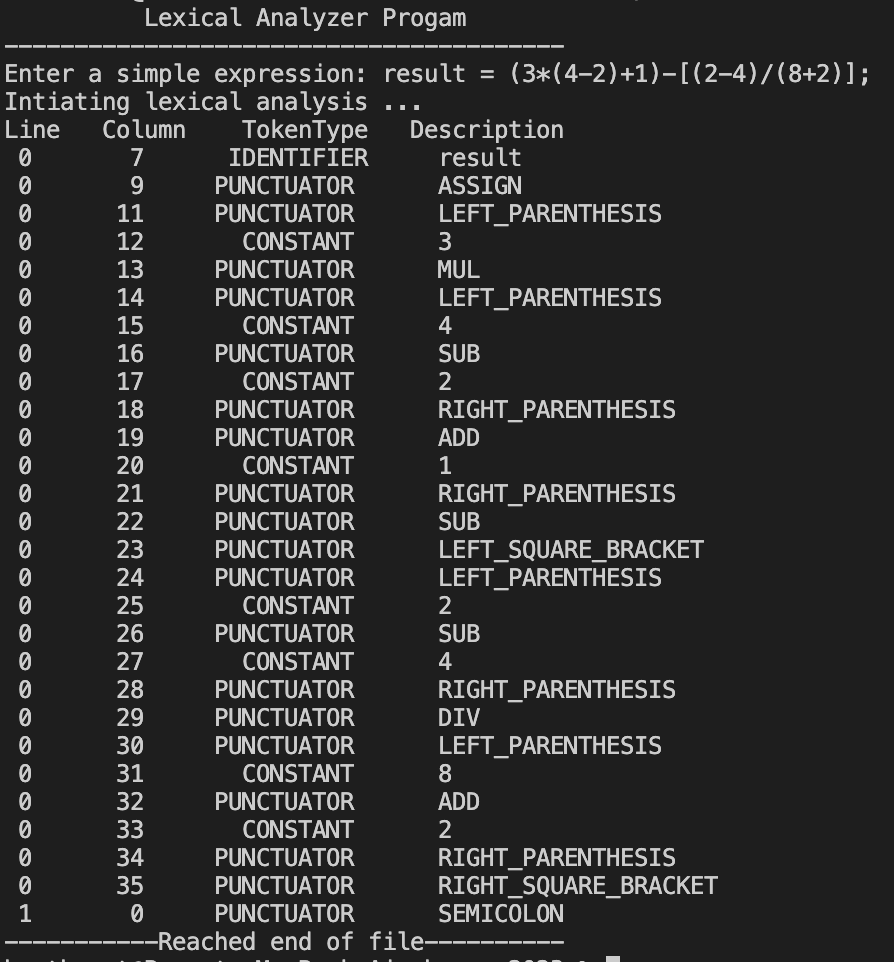 Lexical Analyzer Progam
----------------------------------------
Enter a simple expression: result = (3*(4-2)+1)-[(2-4)/(8+2)];
Intiating lexical analysis ...
Line Column TokenType Description
0 7 IDENTIFIER result
0 9 PUNCTUATOR ASSIGN
0 11 PUNCTUATOR LEFT_PARENTHESIS
0 12 CONSTANT 3
0 13 PUNCTUATOR MUL
0 14 PUNCTUATOR LEFT_PARENTHESIS
0 15 CONSTANT 4
0 16 PUNCTUATOR SUB
0 17 CONSTANT 2
0 18 PUNCTUATOR RIGHT_PARENTHESIS
0 19 PUNCTUATOR ADD
0 20 CONSTANT 1
0 21 PUNCTUATOR RIGHT_PARENTHESIS
0 22 PUNCTUATOR SUB
0 23 PUNCTUATOR LEFT_SQUARE_BRACKET
0 24 PUNCTUATOR LEFT_PARENTHESIS
0 25 CONSTANT 2
0 26 PUNCTUATOR SUB
0 27 CONSTANT 4
0 28 PUNCTUATOR RIGHT_PARENTHESIS
0 29 PUNCTUATOR DIV
0 30 PUNCTUATOR LEFT_PARENTHESIS
0 31 CONSTANT 8
0 32 PUNCTUATOR ADD
0 33 CONSTANT 2
0 34 PUNCTUATOR RIGHT_PARENTHESIS
0 35 PUNCTUATOR RIGHT_SQUARE_BRACKET
1 0 PUNCTUATOR SEMICOLON
-----------Reached end of file----------